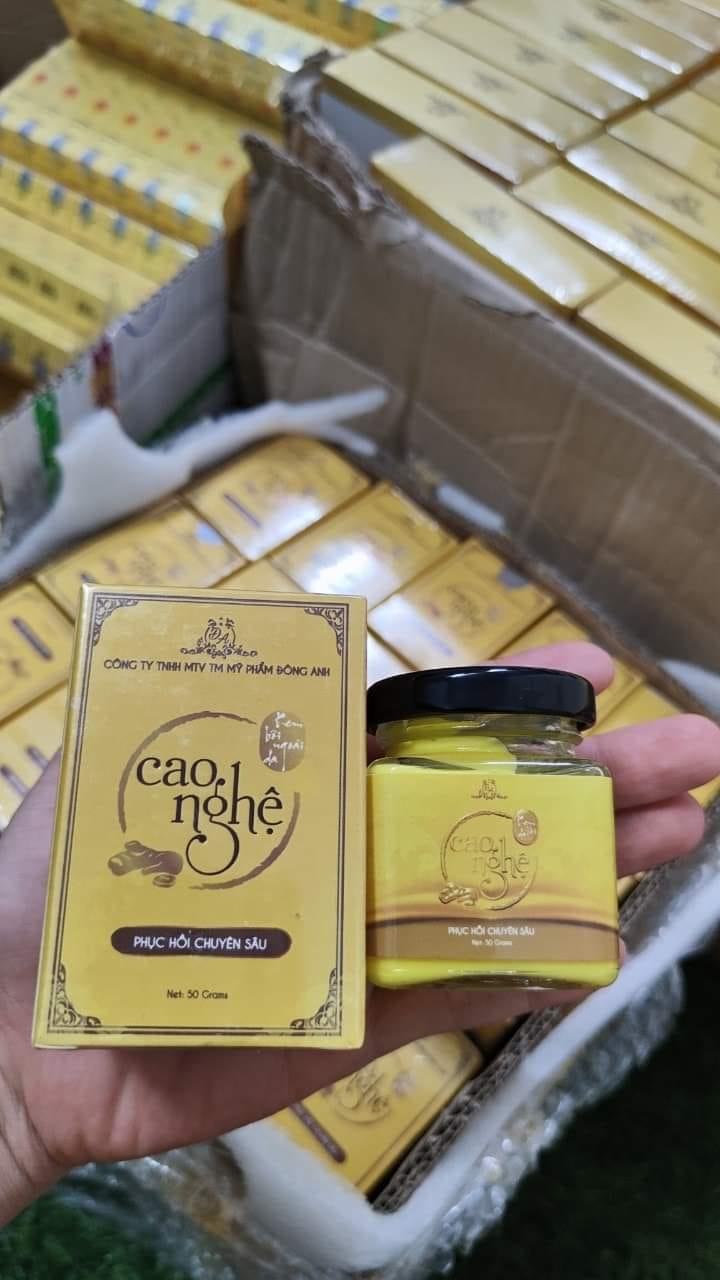 ĐA
CÔNG TY TNHH MTV TM MỸ PHẨM ĐÔNG ANH
Kem
bôi
ngoài
da
cao
nghệ
PHỤC HỒI CHUYÊN SÂU
Net: 50 Grams
cao
nghệ
PHỤC HỒI CHUYÊN SÂU
Net: 50 Grams